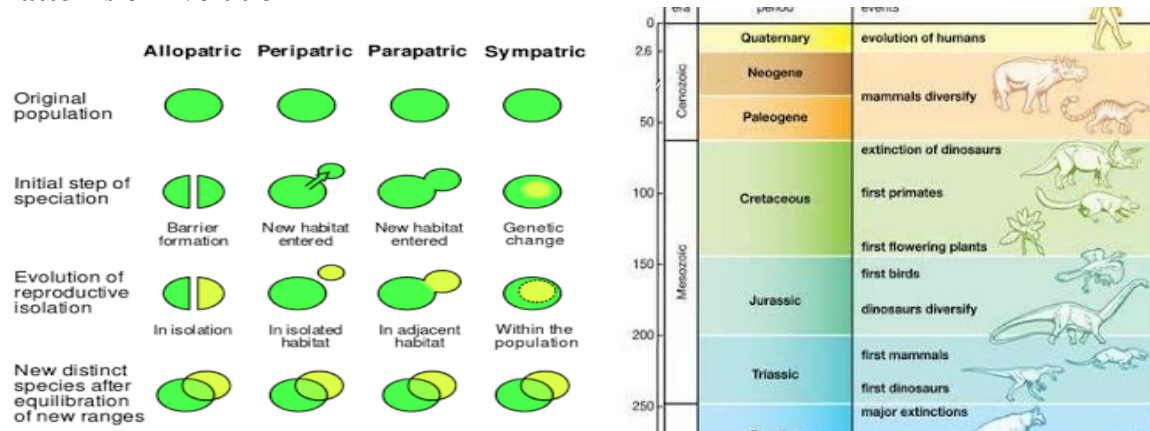 Allopatric Peripatric Parapatric Sympatric
Original
population
Initial step of
speciation
Barrier
formation
New habitat
entered
New habitat
entered
Genetic
change
Evolution of
reproductive
isolation
In isolation
In isolated
habitat
In adjacent
habitat
Within the
population
New distinct
species after
equilibration
of new ranges
era period events
0
2.6
50
100
150
200
250
Cenozoic
Mesozoic
Quaternary
evolution of humans
Neogene
mammals diversify
Paleogene
extinction of dinosaurs
Cretaceous
first primates
first flowering plants
first birds
Jurassic
dinosaurs diversify
first mammals
Triassic
first dinosaurs
major extinctions